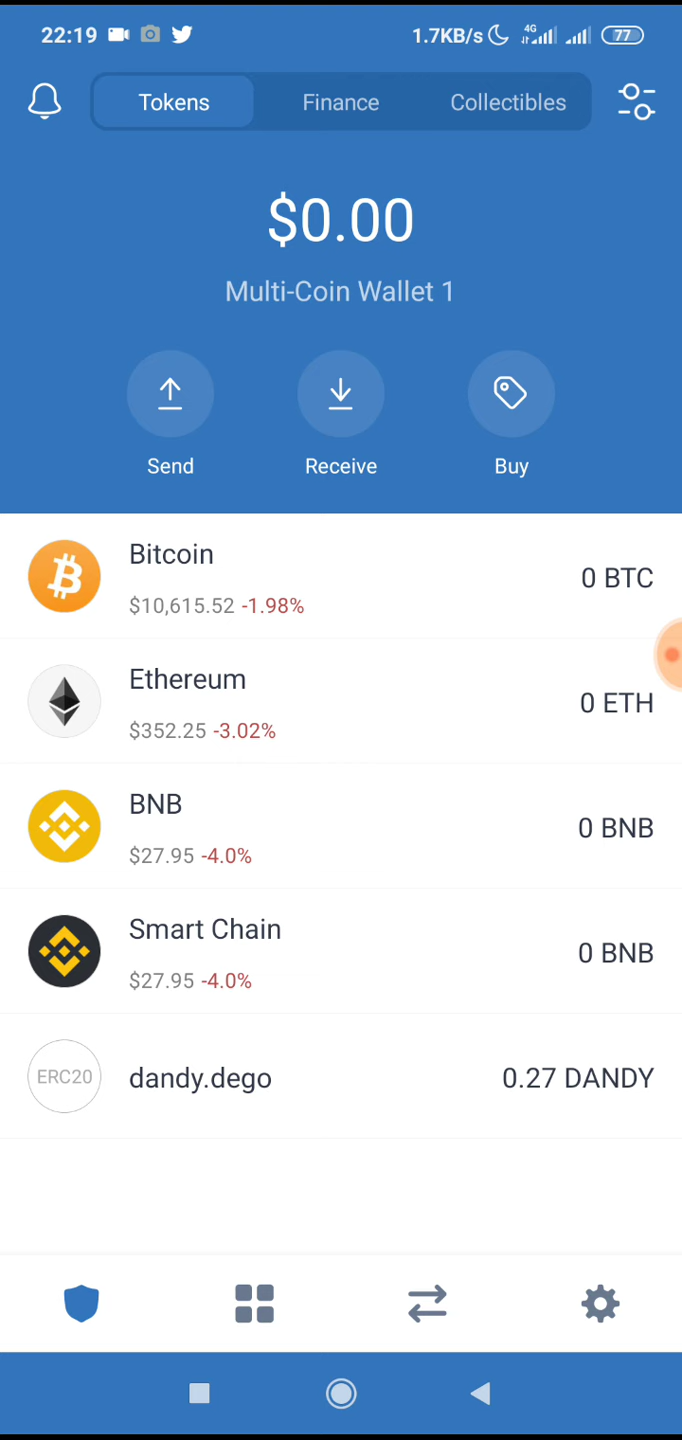 22:19 1.7KB/s 4G 77
Tokens Finance Collectibles
$0.00
Multi-Coin Wallet 1
Send Receive Buy
Bitcoin
0 BTC
$10,615.52 -1.98%
Ethereum
0 ETH
$352.25 -3.02%
BNB
0 BNB
$27.95 -4.0%
Smart Chain
0 BNB
$27.95 -4.0%
ERC20 dandy.dego 0.27 DANDY